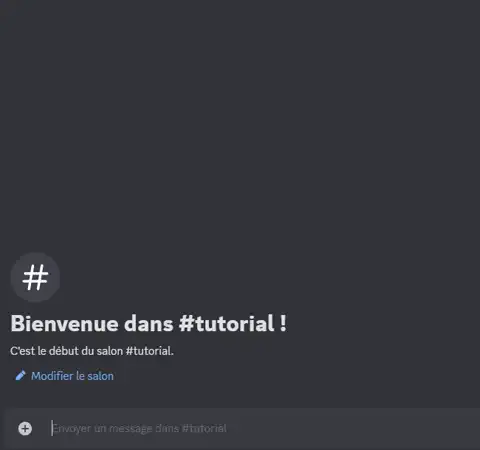 Bienvenue dans #tutorial !
C'est le début du salon #tutorial.
Modifier le salon
Envoyer un message dans #tutorial